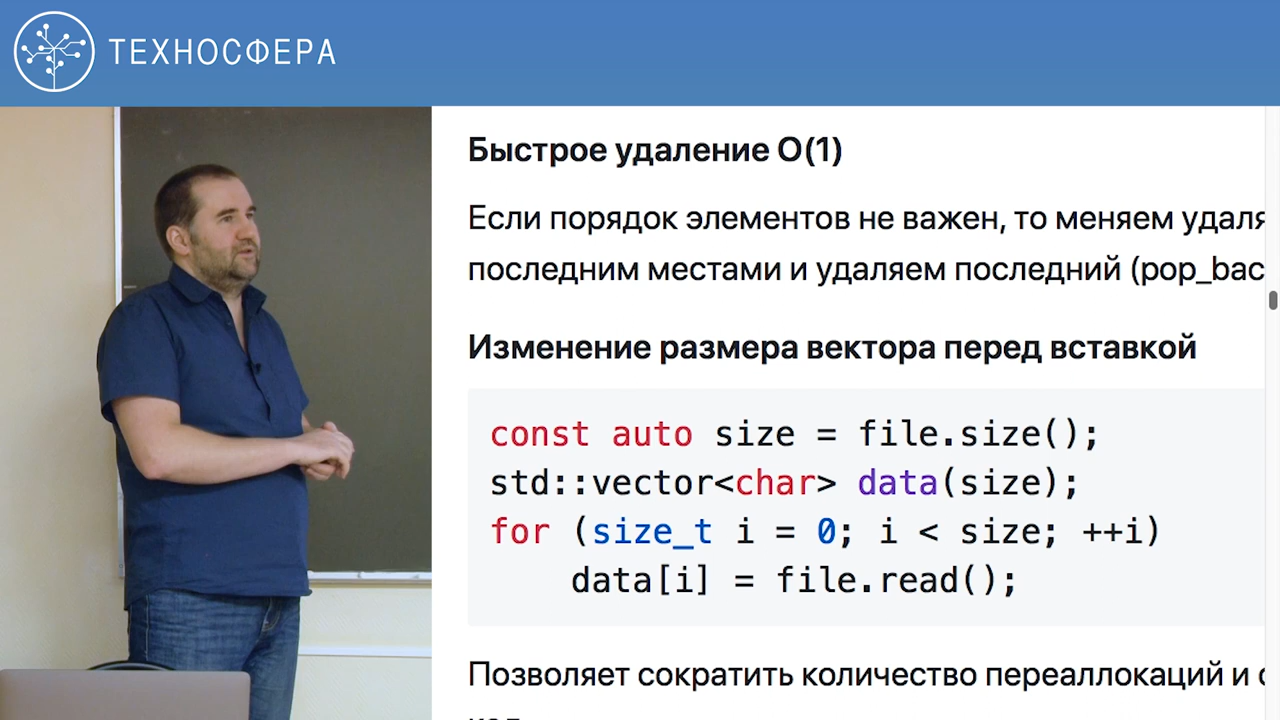 ТЕХНОСФЕРА
Быстрое удаление O(1)
Если порядок элементов не важен, то меняем
последним местами и удаляем последний
Изменение размера вектора перед вставкой
const auto size = file.size();
std::vector<char> data(size);
for (size_t i = 0; i < size; ++i)
    data[i] = file.read();
Позволяет сократить количество переаллокаций и